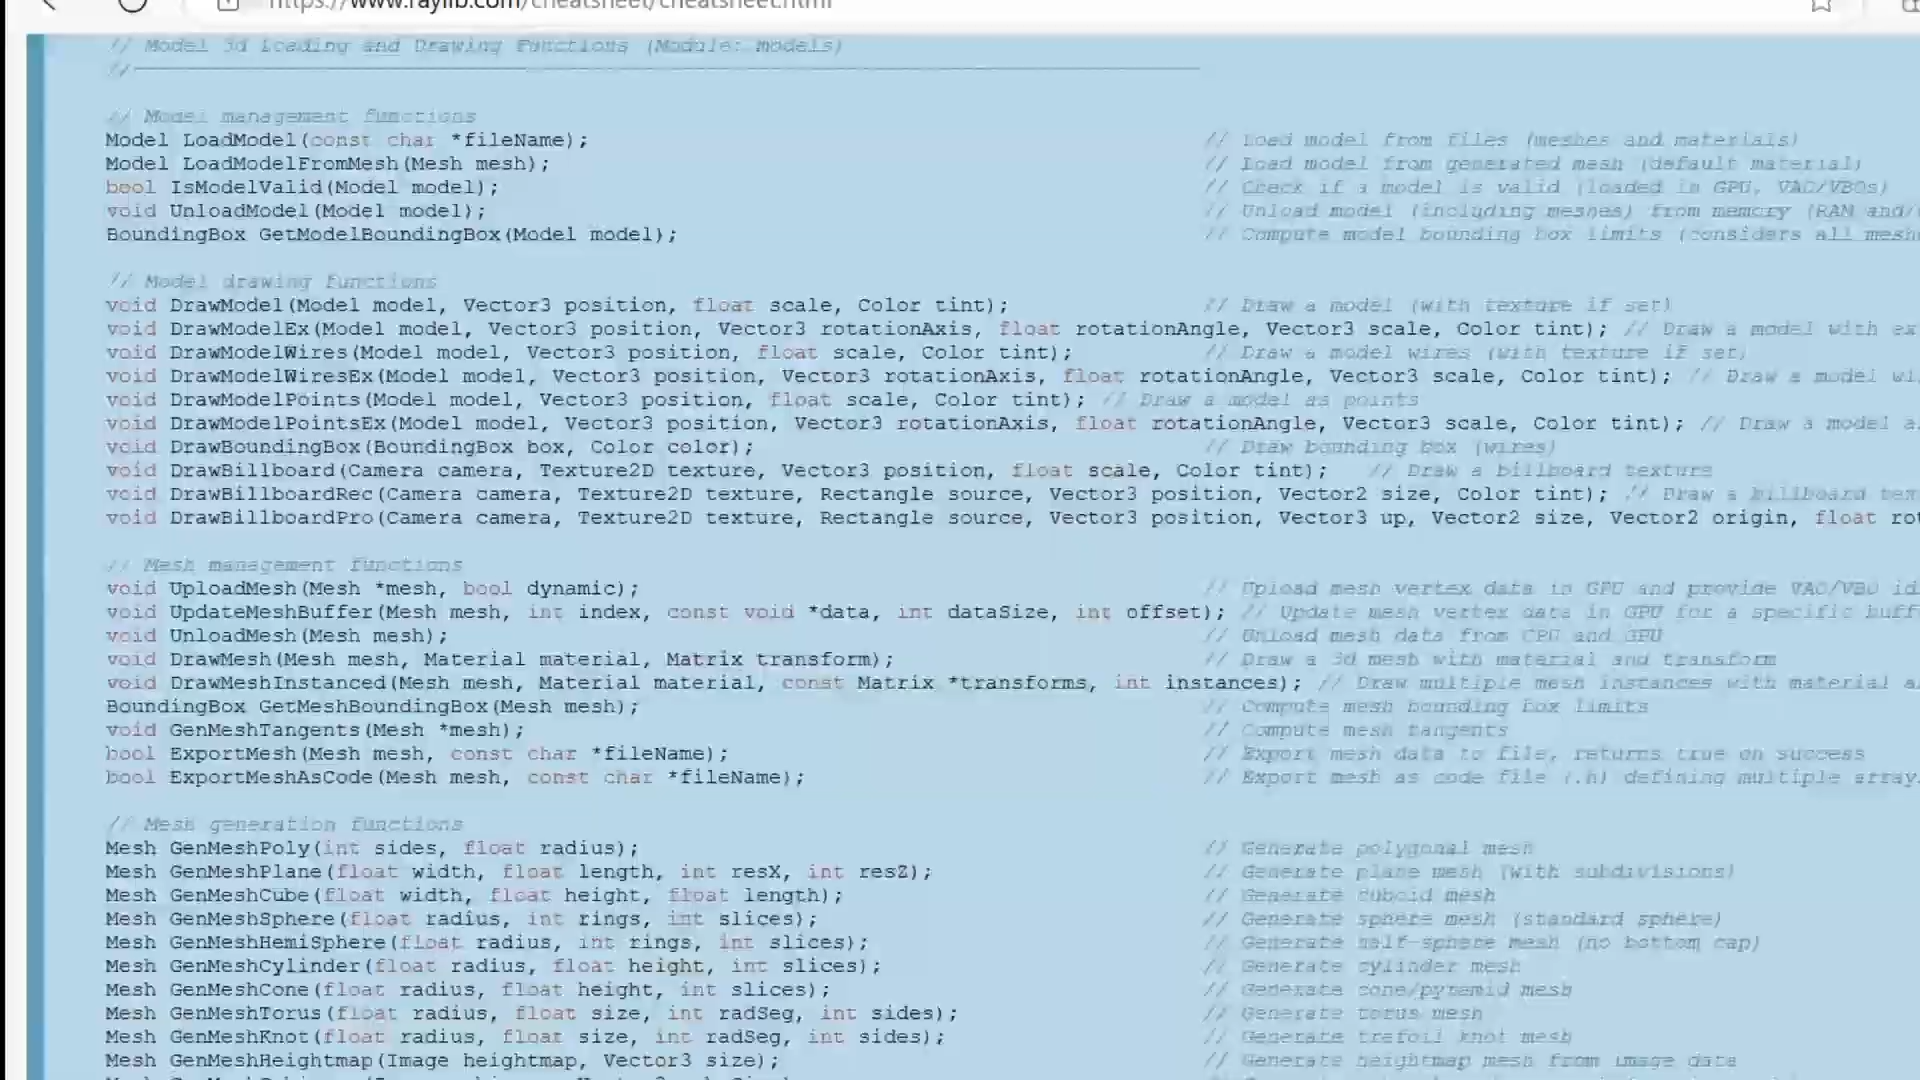 https://www.raylib.com/cheatsheet/cheatsheet.html
// Model 3d Loading and Drawing Functions (Module: models)
//
// Model management functions
Model LoadModel(const char *fileName); // Load model from files (meshes and materials)
Model LoadModelFromMesh(Mesh mesh); // Load model from generated mesh (default material)
bool IsModelValid(Model model); // Check if a model is valid (loaded in GPU, VAO/VBOs)
void UnloadModel(Model model); // Unload model (including meshes) from memory (RAM and/
BoundingBox GetModelBoundingBox(Model model); // Compute model bounding box limits (considers all mesh
// Model drawing functions
void DrawModel(Model model, Vector3 position, float scale, Color tint); // Draw a model (with texture if set)
void DrawModelEx(Model model, Vector3 position, Vector3 rotationAxis, float rotationAngle, Vector3 scale, Color tint); // Draw a model with ex
void DrawModelWires(Model model, Vector3 position, float scale, Color tint); // Draw a model wires (with texture if set)
void DrawModelWiresEx(Model model, Vector3 position, Vector3 rotationAxis, float rotationAngle, Vector3 scale, Color tint); // Draw a model wi
void DrawModelPoints(Model model, Vector3 position, float scale, Color tint); // Draw a model as points
void DrawModelPointsEx(Model model, Vector3 position, Vector3 rotationAxis, float rotationAngle, Vector3 scale, Color tint); // Draw a model a
void DrawBoundingBox(BoundingBox box, Color color); // Draw bounding box (wires)
void DrawBillboard(Camera camera, Texture2D texture, Vector3 position, float scale, Color tint); // Draw a billboard texture
void DrawBillboardRec(Camera camera, Texture2D texture, Rectangle source, Vector3 position, Vector2 size, Color tint); // Draw a billboard tex
void DrawBillboardPro(Camera camera, Texture2D texture, Rectangle source, Vector3 position, Vector3 up, Vector2 size, Vector2 origin, float rot
// Mesh management functions
void UploadMesh(Mesh *mesh, bool dynamic); // Upload mesh vertex data in GPU and provide VAO/VBO id
void UpdateMeshBuffer(Mesh mesh, int index, const void *data, int dataSize, int offset); // Update mesh vertex data in GPU for a specific buff
void UnloadMesh(Mesh mesh); // Unload mesh data from CPU and GPU
void DrawMesh(Mesh mesh, Material material, Matrix transform); // Draw a 3d mesh with material and transform
void DrawMeshInstanced(Mesh mesh, Material material, const Matrix *transforms, int instances); // Draw multiple mesh instances with material a
BoundingBox GetMeshBoundingBox(Mesh mesh); // Compute mesh bounding box limits
void GenMeshTangents(Mesh *mesh); // Compute mesh tangents
bool ExportMesh(Mesh mesh, const char *fileName); // Export mesh data to file, returns true on success
bool ExportMeshAsCode(Mesh mesh, const char *fileName); // Export mesh as code file (.h) defining multiple array
// Mesh generation functions
Mesh GenMeshPoly(int sides, float radius); // Generate polygonal mesh
Mesh GenMeshPlane(float width, float length, int resX, int resZ); // Generate plane mesh (with subdivisions)
Mesh GenMeshCube(float width, float height, float length); // Generate cuboid mesh
Mesh GenMeshSphere(float radius, int rings, int slices); // Generate sphere mesh (standard sphere)
Mesh GenMeshHemiSphere(float radius, int rings, int slices); // Generate half-sphere mesh (no bottom cap)
Mesh GenMeshCylinder(float radius, float height, int slices); // Generate cylinder mesh
Mesh GenMeshCone(float radius, float height, int slices); // Generate cone/pyramid mesh
Mesh GenMeshTorus(float radius, float size, int radSeg, int sides); // Generate torus mesh
Mesh GenMeshKnot(float radius, float size, int radSeg, int sides); // Generate trefoil knot mesh
Mesh GenMeshHeightmap(Image heightmap, Vector3 size); // Generate heightmap mesh from image data